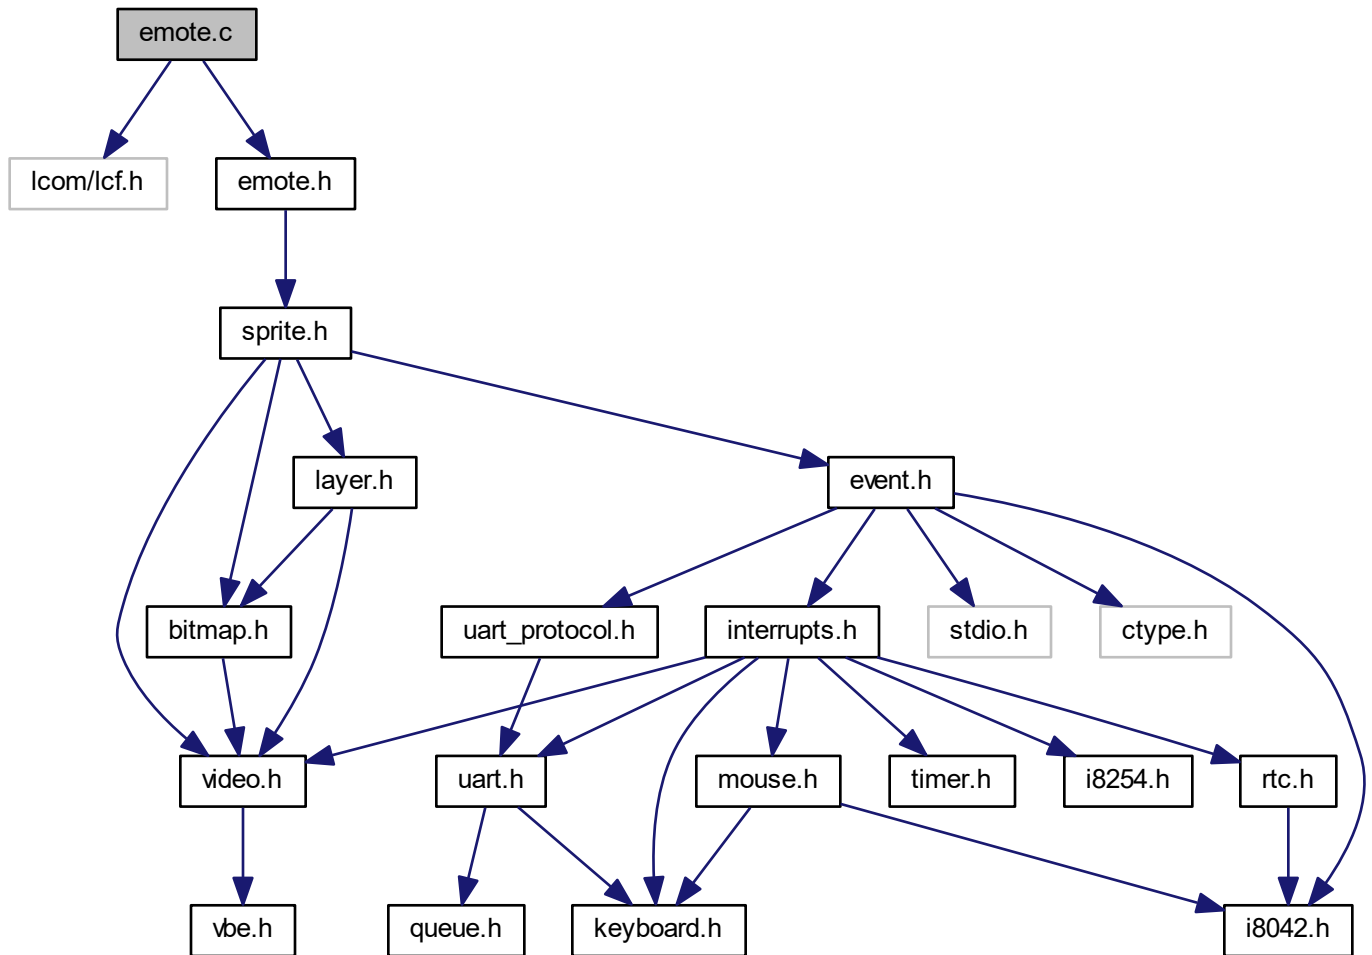 emote.c
lcom/lcf.h
emote.h
sprite.h
layer.h
event.h
bitmap.h
uart_protocol.h
interrupts.h
stdio.h
ctype.h
video.h
uart.h
mouse.h
timer.h
i8254.h
rtc.h
vbe.h
queue.h
keyboard.h
i8042.h